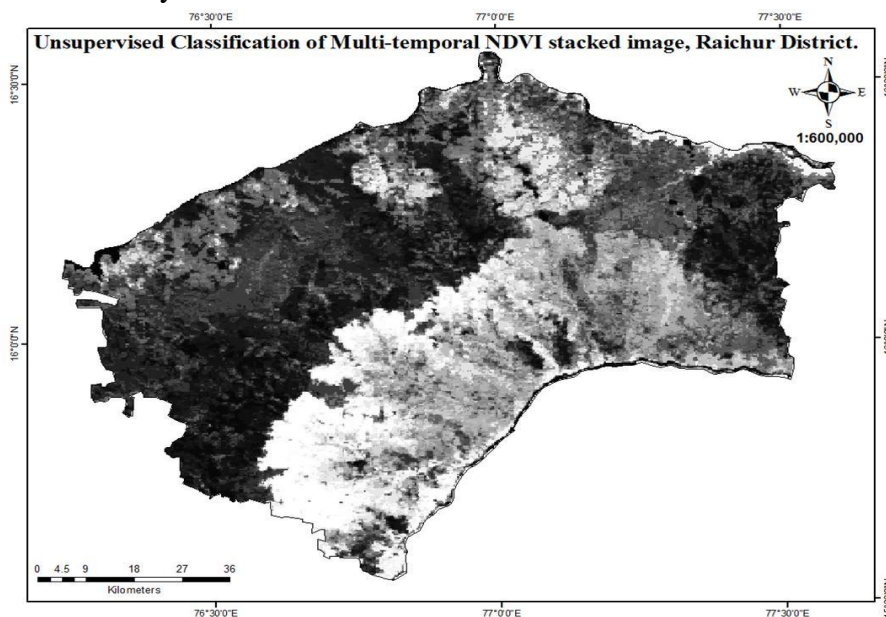 76°30'0"E 77°0'0"E 77°30'0"E
Unsupervised Classification of Multi-temporal NDVI stacked image, Raichur District.
N
W E
S
1:600,000
16°30'0"N
16°0'0"N
0 4.5 9 18 27 36
Kilometers
76°30'0"E 77°0'0"E 77°30'0"E